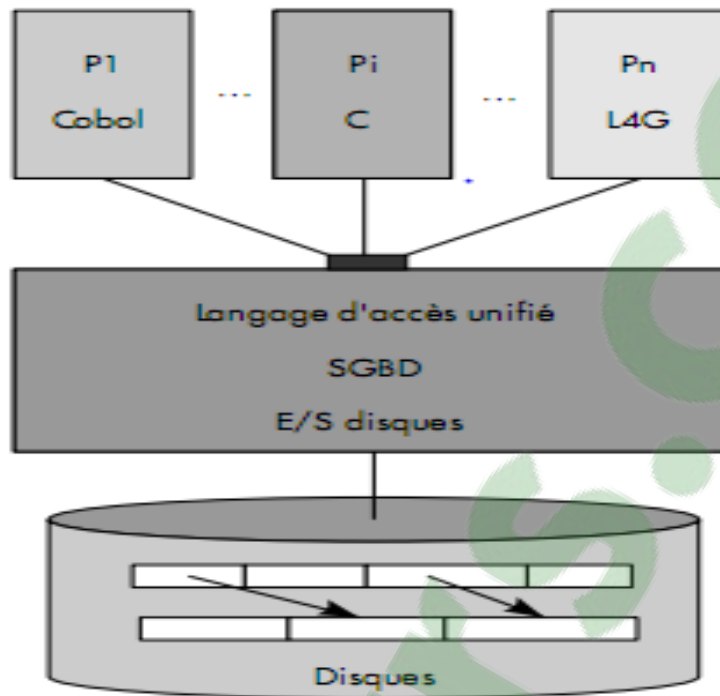 P1
Cobol
...
Pi
C
...
Pn
L4G
Langage d'accès unifié
SGBD
E/S disques
Disques